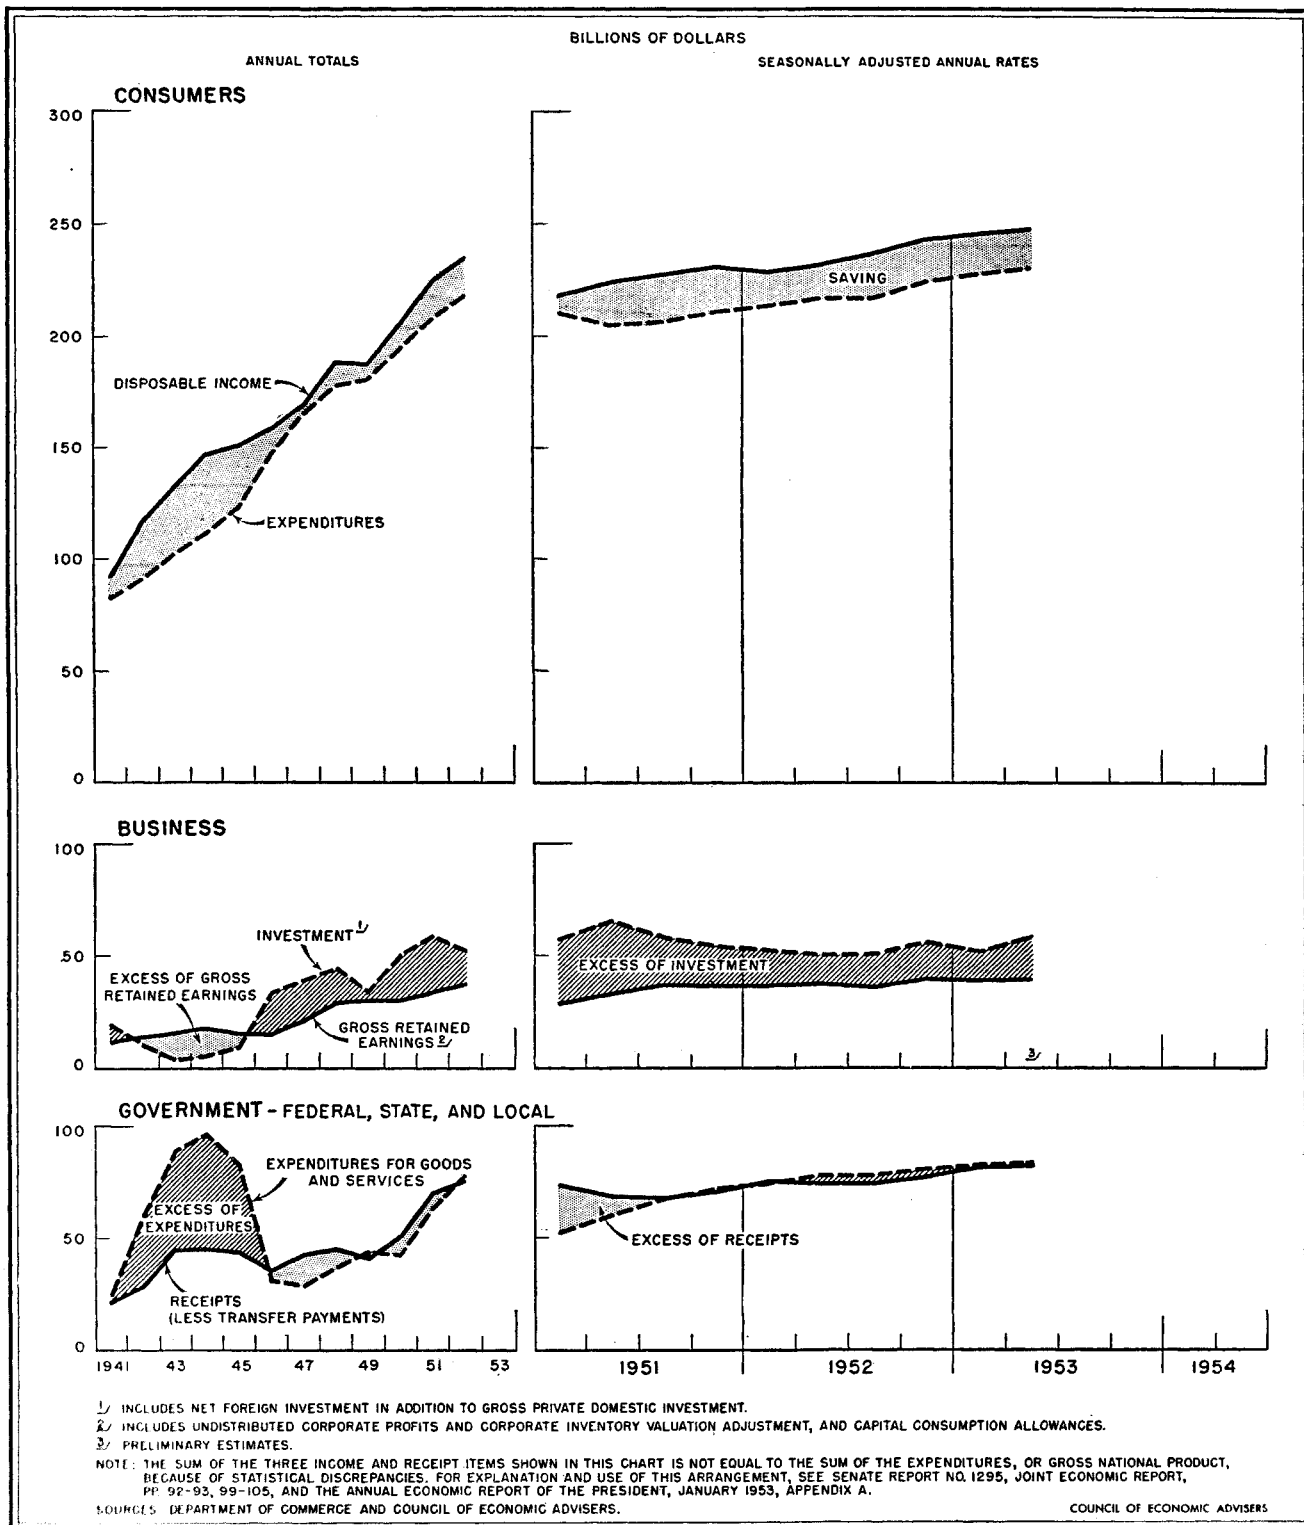 BILLIONS OF DOLLARS
ANNUAL TOTALS
SEASONALLY ADJUSTED ANNUAL RATES
CONSUMERS
300
250
200
150
100
50
0
DISPOSABLE INCOME
EXPENDITURES
SAVING
BUSINESS
100
50
0
INVESTMENT 1/
EXCESS OF GROSS
RETAINED EARNINGS
GROSS RETAINED
EARNINGS 2/
EXCESS OF INVESTMENT
3/
GOVERNMENT - FEDERAL, STATE, AND LOCAL
100
50
0
EXPENDITURES FOR GOODS
AND SERVICES
EXCESS OF
EXPENDITURES
RECEIPTS
(LESS TRANSFER PAYMENTS)
EXCESS OF RECEIPTS
1941 43 45 47 49 51 53
1951 1952 1953 1954
1/ INCLUDES NET FOREIGN INVESTMENT IN ADDITION TO GROSS PRIVATE DOMESTIC INVESTMENT.
2/ INCLUDES UNDISTRIBUTED CORPORATE PROFITS AND CORPORATE INVENTORY VALUATION ADJUSTMENT, AND CAPITAL CONSUMPTION ALLOWANCES.
3/ PRELIMINARY ESTIMATES.
NOTE: THE SUM OF THE THREE INCOME AND RECEIPT ITEMS SHOWN IN THIS CHART IS NOT EQUAL TO THE SUM OF THE EXPENDITURES, OR GROSS NATIONAL PRODUCT,
BECAUSE OF STATISTICAL DISCREPANCIES. FOR EXPLANATION AND USE OF THIS ARRANGEMENT, SEE SENATE REPORT NO. 1295, JOINT ECONOMIC REPORT,
PP. 92-93, 99-105, AND THE ANNUAL ECONOMIC REPORT OF THE PRESIDENT, JANUARY 1953, APPENDIX A.
SOURCES: DEPARTMENT OF COMMERCE AND COUNCIL OF ECONOMIC ADVISERS.
COUNCIL OF ECONOMIC ADVISERS